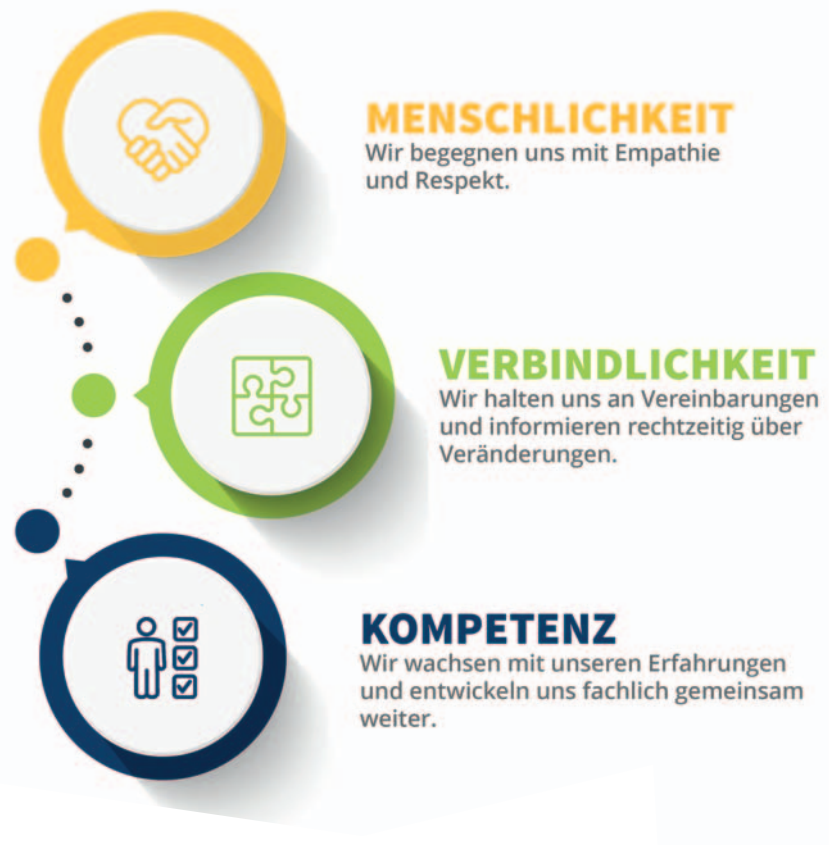 MENSCHLICHKEIT
Wir begegnen uns mit Empathie
und Respekt.
VERBINDLICHKEIT
Wir halten uns an Vereinbarungen
und informieren rechtzeitig über
Veränderungen.
KOMPETENZ
Wir wachsen mit unseren Erfahrungen
und entwickeln uns fachlich gemeinsam
weiter.